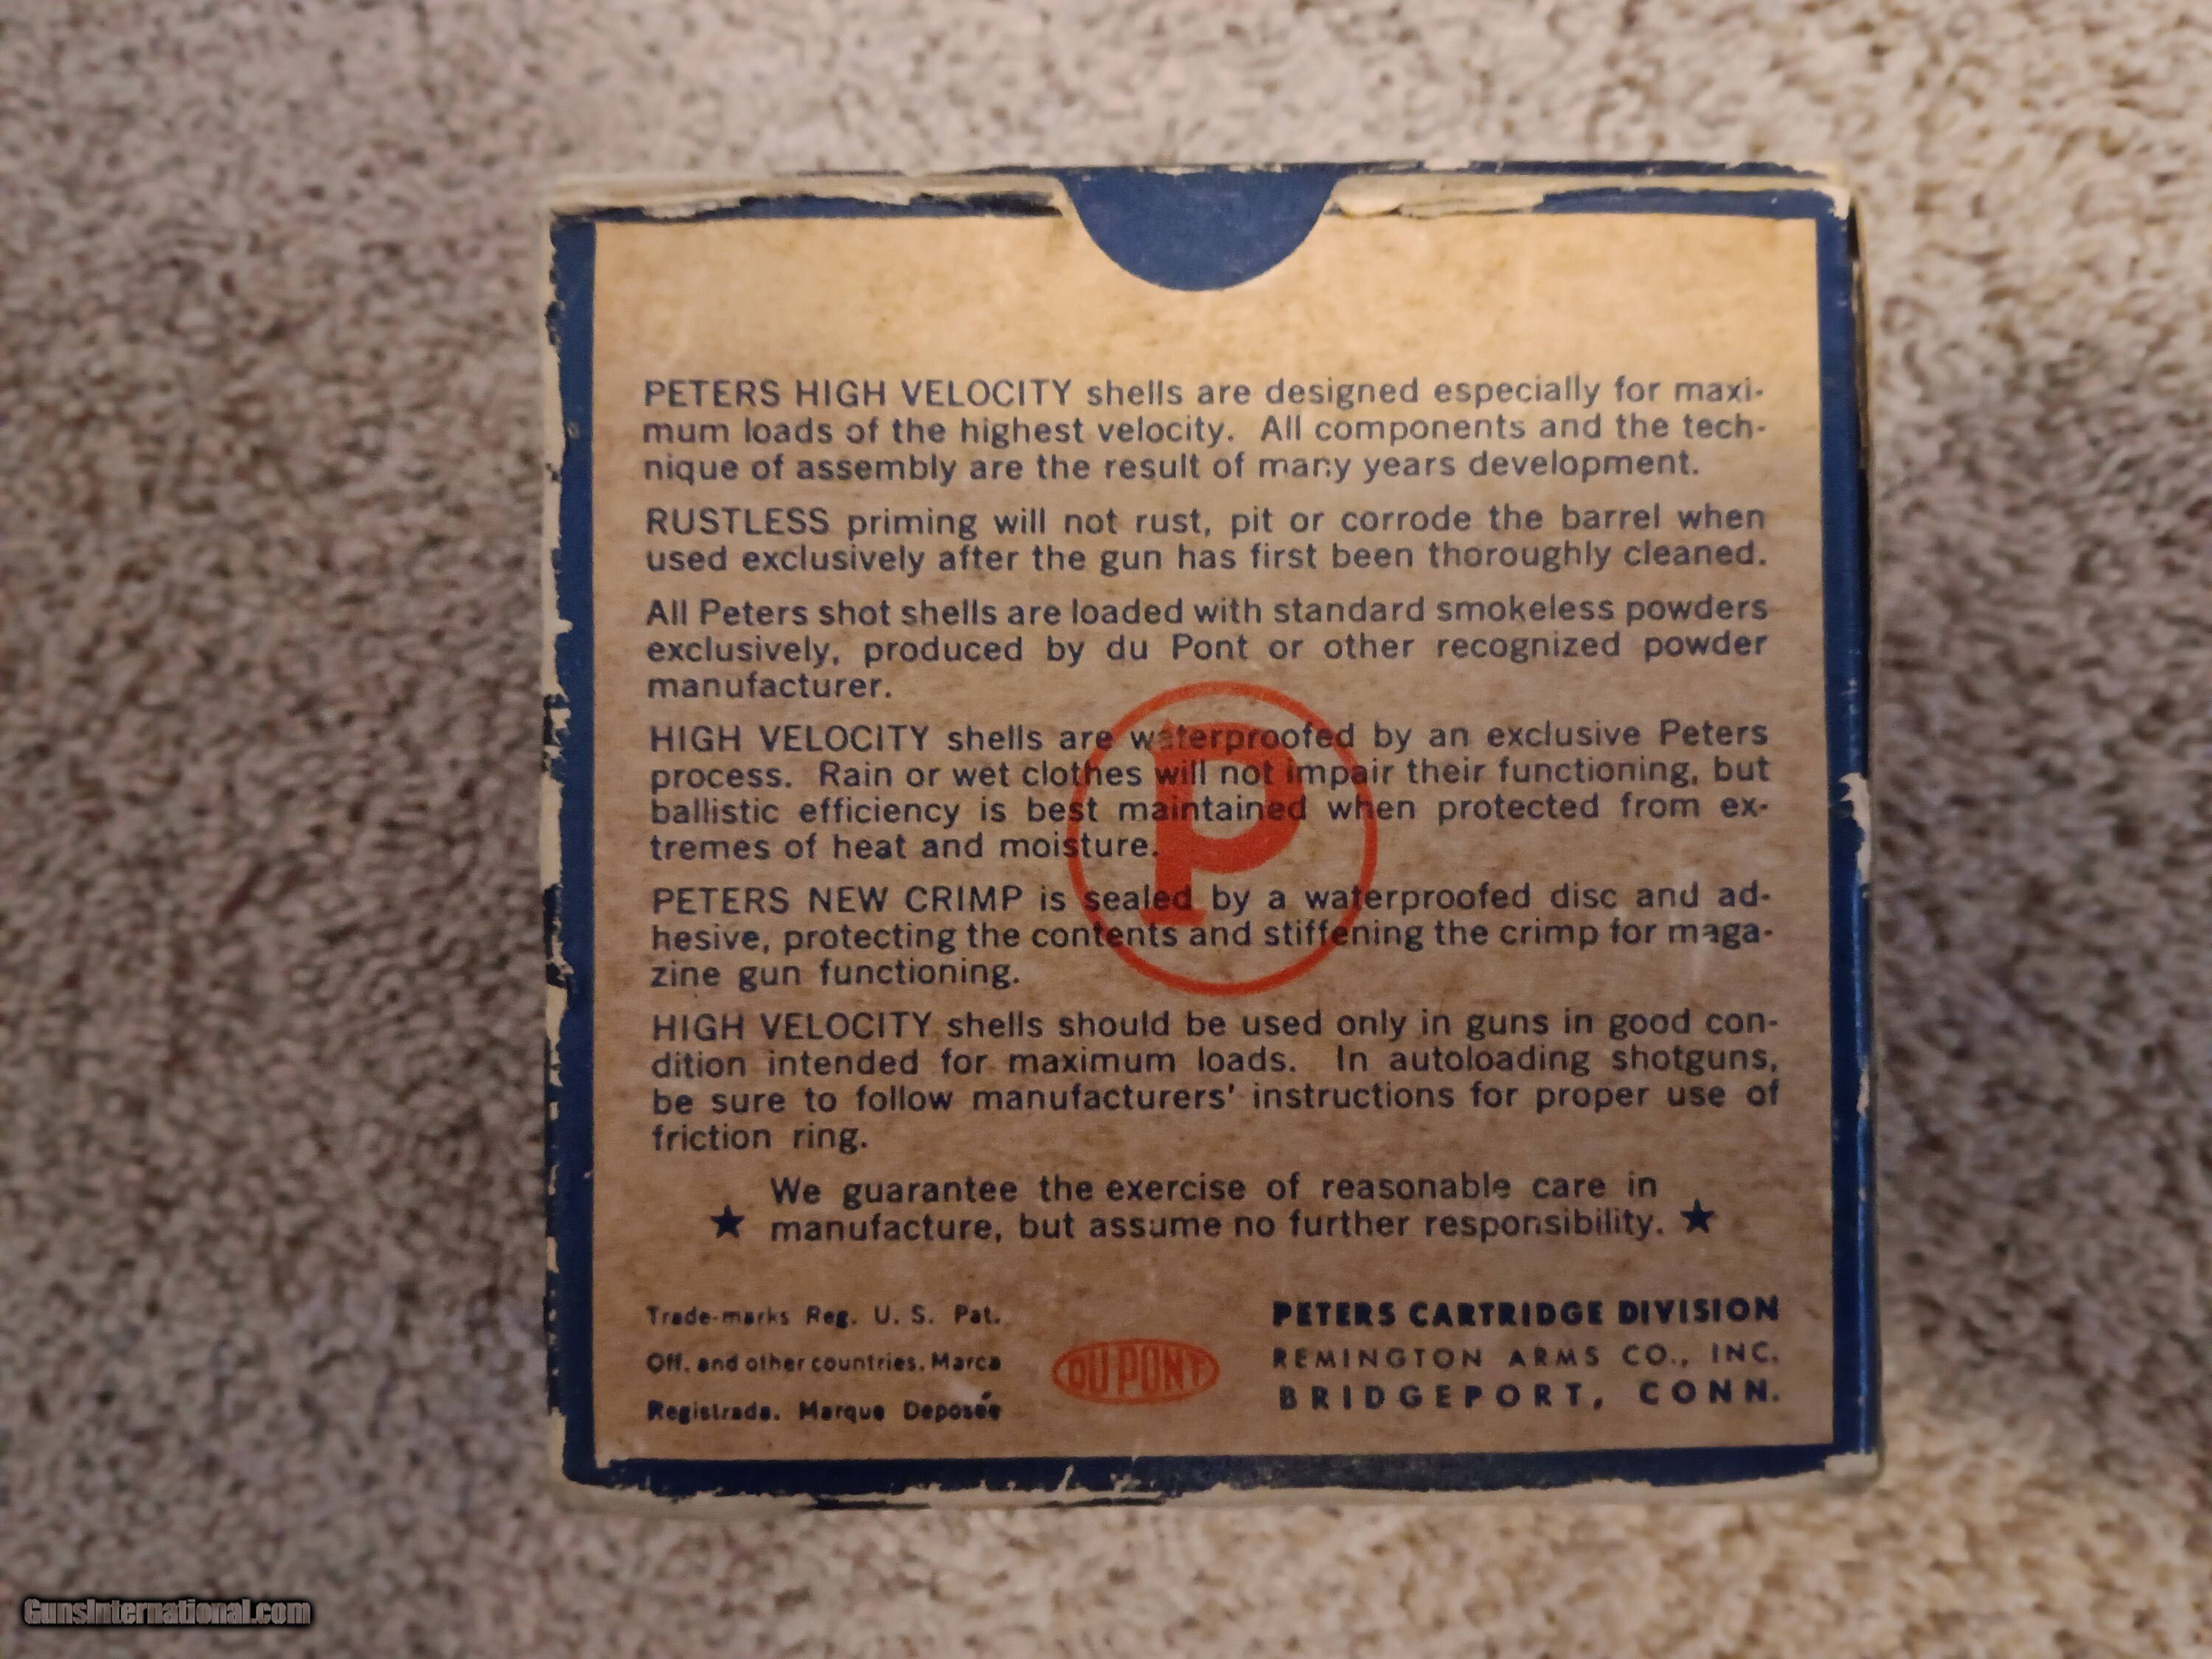 PETERS HIGH VELOCITY shells are designed especially for maxi-
mum loads of the highest velocity. All components and the tech-
nique of assembly are the result of many years development.
RUSTLESS priming will not rust, pit or corrode the barrel when
used exclusively after the gun has first been thoroughly cleaned.
All Peters shot shells are loaded with standard smokeless powders
exclusively, produced by du Pont or other recognized powder
manufacturer.
HIGH VELOCITY shells are waterproofed by an exclusive Peters
process. Rain or wet clothes will not impair their functioning, but
ballistic efficiency is best maintained when protected from ex-
tremes of heat and moisture.
P
PETERS NEW CRIMP is sealed by a waterproofed disc and ad-
hesive, protecting the contents and stiffening the crimp for maga-
zine gun functioning.
HIGH VELOCITY shells should be used only in guns in good con-
dition intended for maximum loads. In autoloading shotguns,
be sure to follow manufacturers' instructions for proper use of
friction ring.
We guarantee the exercise of reasonable care in
★ manufacture, but assume no further responsibility. ★
Trade-marks Reg. U. S. Pat.
Off. and other countries. Marca
Registrada. Marque Deposée
DU PONT
PETERS CARTRIDGE DIVISION
REMINGTON ARMS CO., INC.
BRIDGEPORT, CONN.
GunsInternational.com